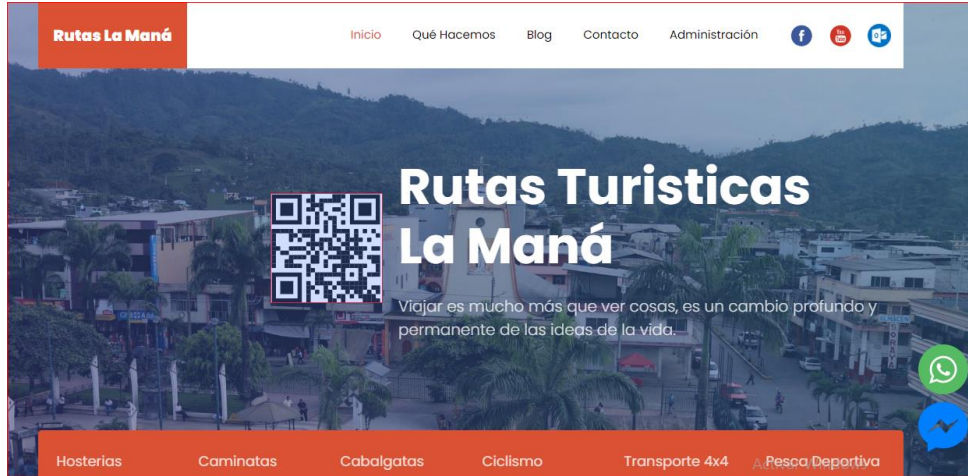 Rutas La Maná
Inicio Qué Hacemos Blog Contacto Administración
Rutas Turisticas
La Maná
Viajar es mucho más que ver cosas, es un cambio profundo y
permanente de las ideas de la vida.
Hosterias Caminatas Cabalgatas Ciclismo Transporte 4x4 Pesca Deportiva